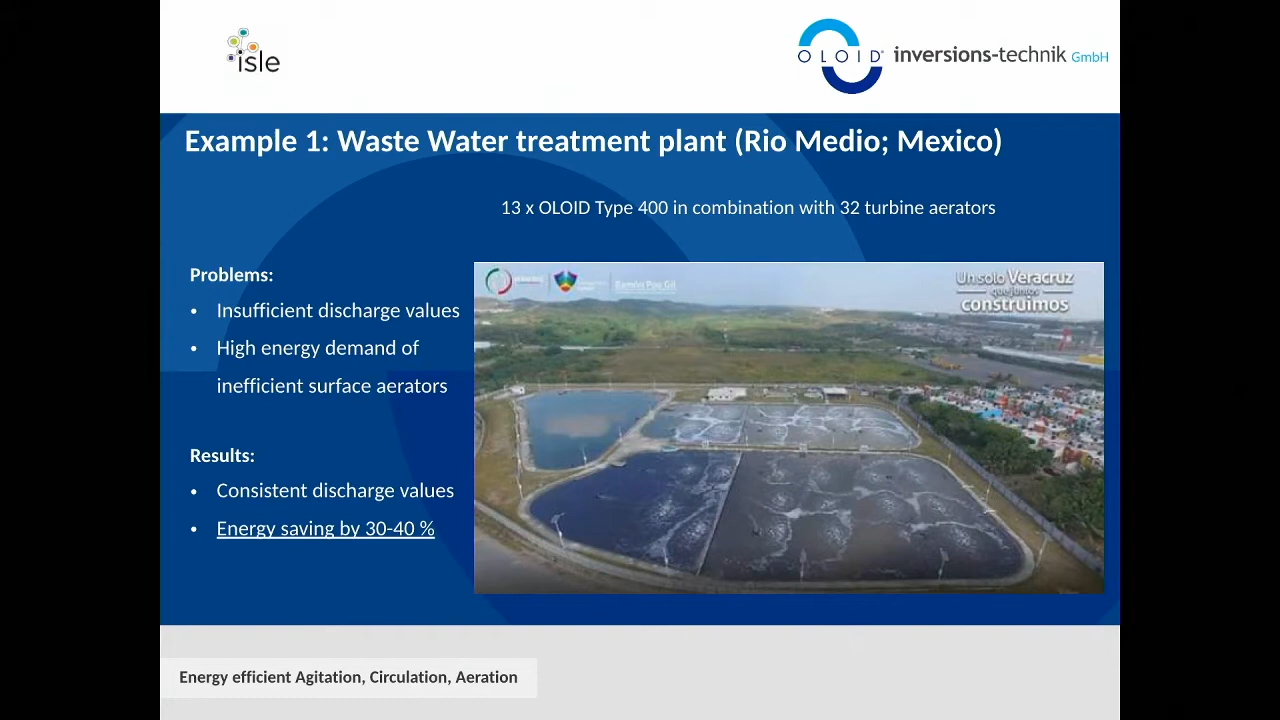 isle
OLOID inversions-technik GmbH
Example 1: Waste Water treatment plant (Rio Medio; Mexico)
13 x OLOID Type 400 in combination with 32 turbine aerators
Problems:
• Insufficient discharge values
• High energy demand of
inefficient surface aerators
Results:
• Consistent discharge values
• Energy saving by 30-40 %
Un solo Veracruz
que juntos
construimos
Energy efficient Agitation, Circulation, Aeration